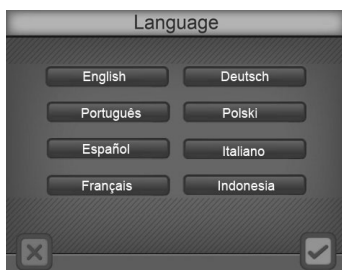 Language
English
Deutsch
Português
Polski
Español
Italiano
Français
Indonesia